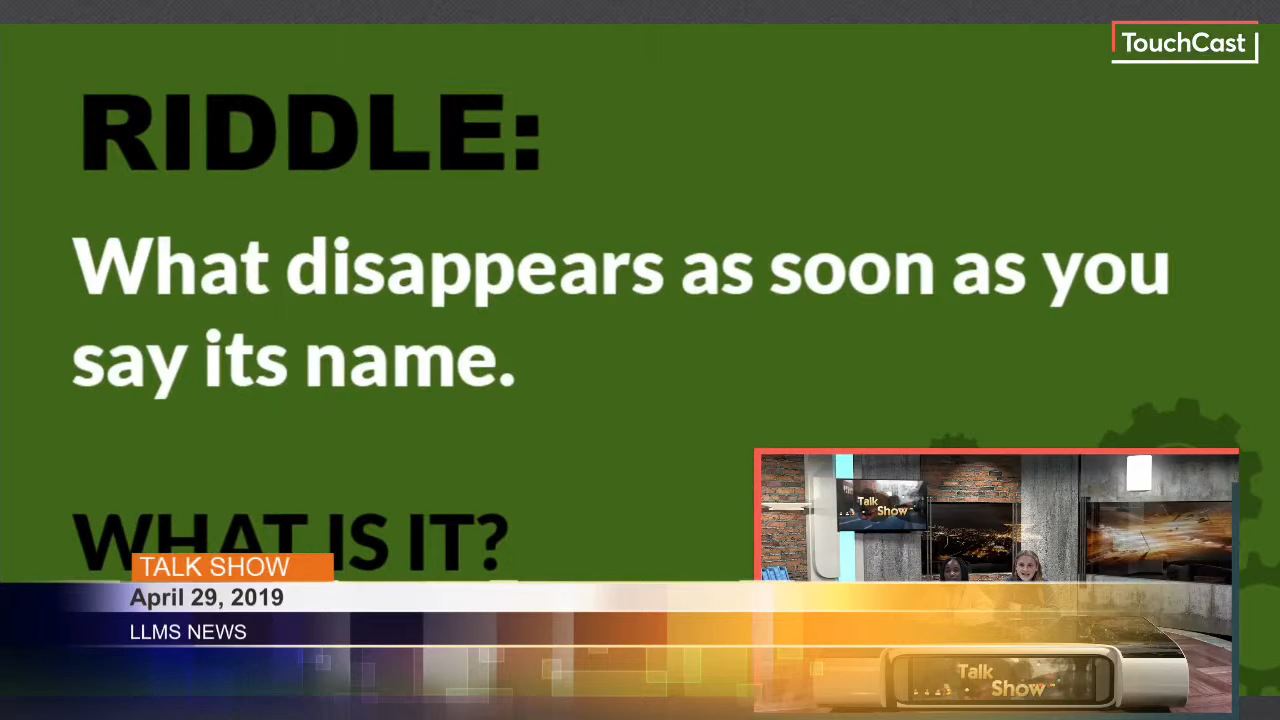 TouchCast
RIDDLE:
What disappears as soon as you
say its name.
WHAT IS IT?
TALK SHOW
April 29, 2019
LLMS NEWS
Talk
Show
Talk
Show